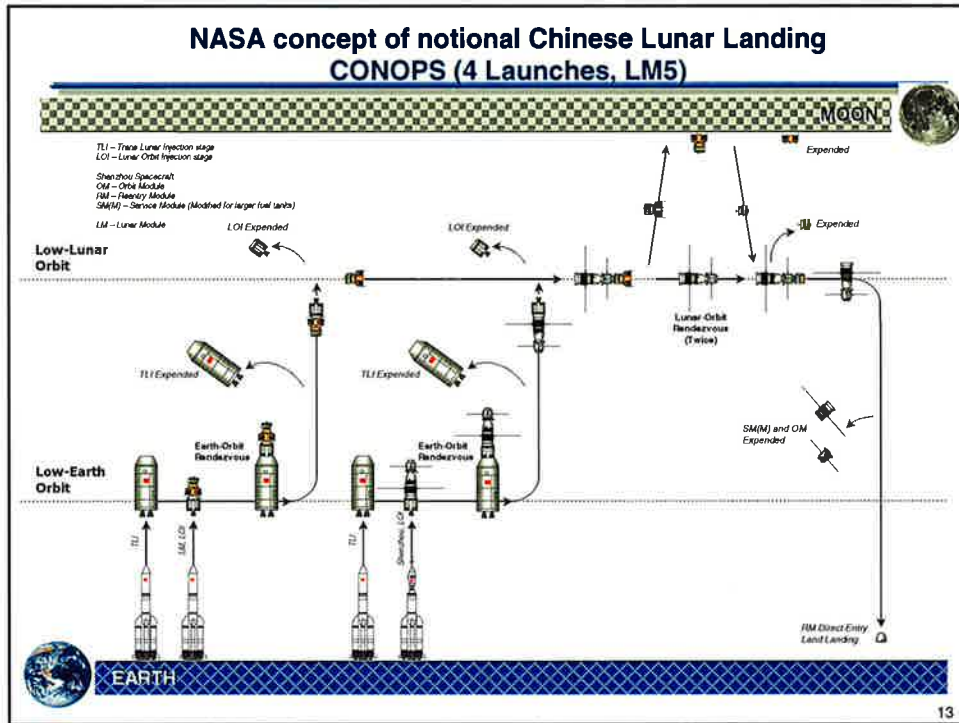 NASA concept of notional Chinese Lunar Landing
CONOPS (4 Launches, LM5)
MOON
TLI – Trans Lunar Injection stage
LOI – Lunar Orbit Injection stage
Shenzhou Spacecraft
OM – Orbit Module
RM – Reentry Module
SM(M) – Service Module (Modified for larger fuel tanks)
LM – Lunar Module
Expended
LOI Expended
LOI Expended
Expended
Low-Lunar
Orbit
Lunar-Orbit
Rendezvous
(Twice)
TLI Expended
TLI Expended
SM(M) and OM
Expended
Earth-Orbit
Rendezvous
Earth-Orbit
Rendezvous
Low-Earth
Orbit
TLI
LM, LOI
TLI
Shenzhou, LOI
RM Direct Entry
Land Landing
EARTH
13